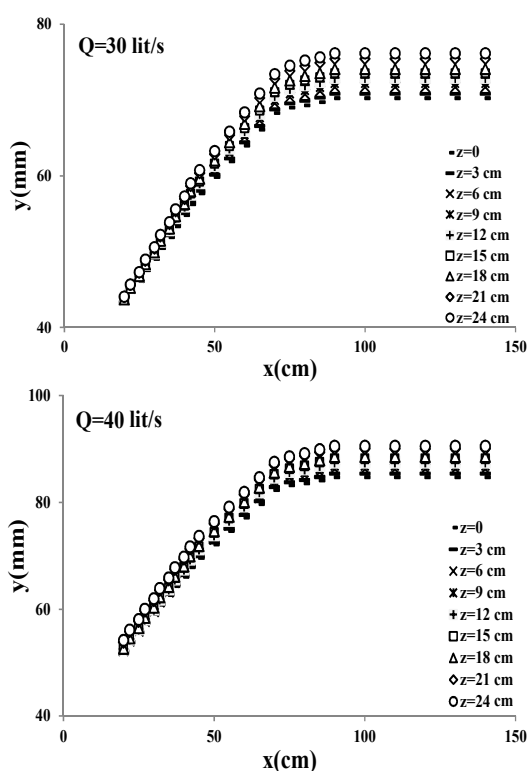 80
Q=30 lit/s
y(mm)
60
40
z=0
z=3 cm
z=6 cm
z=9 cm
z=12 cm
z=15 cm
z=18 cm
z=21 cm
z=24 cm
0
50
100
150
x(cm)
100
Q=40 lit/s
y(mm)
80
60
40
z=0
z=3 cm
z=6 cm
z=9 cm
z=12 cm
z=15 cm
z=18 cm
z=21 cm
z=24 cm
0
50
100
150
x(cm)